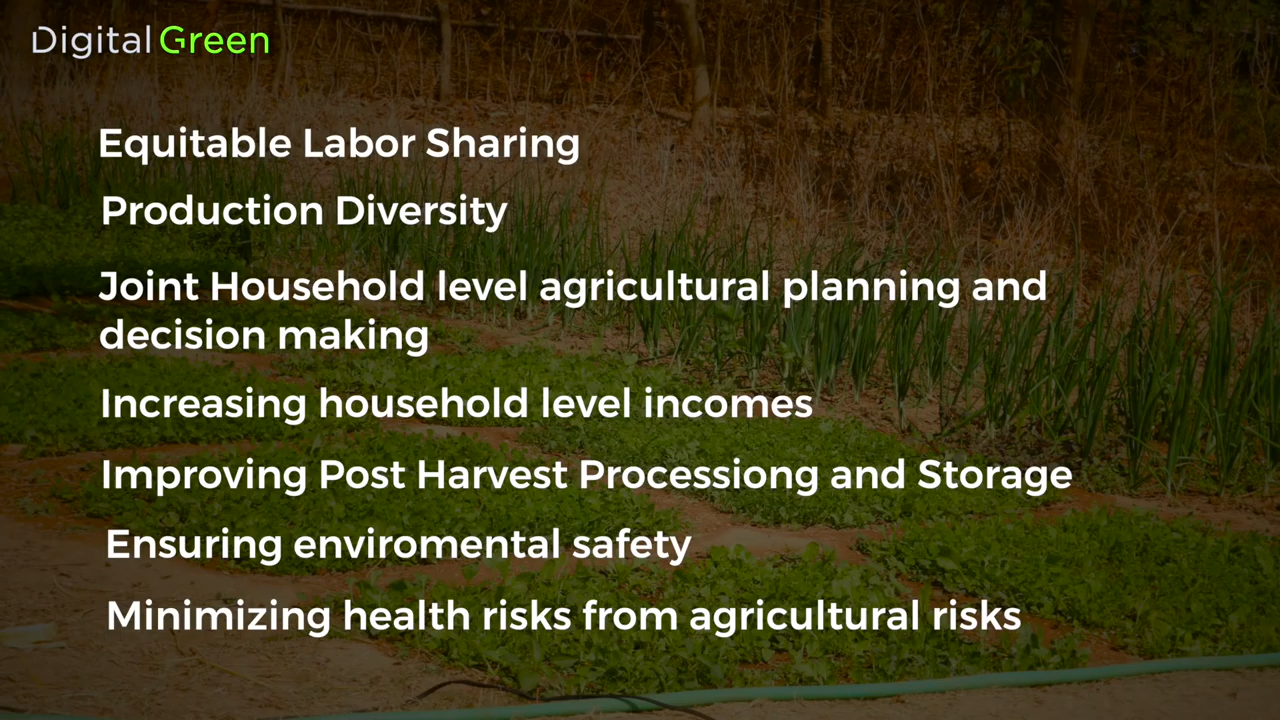 Digital Green
Equitable Labor Sharing
Production Diversity
Joint Household level agricultural planning and
decision making
Increasing household level incomes
Improving Post Harvest Processiong and Storage
Ensuring enviromental safety
Minimizing health risks from agricultural risks